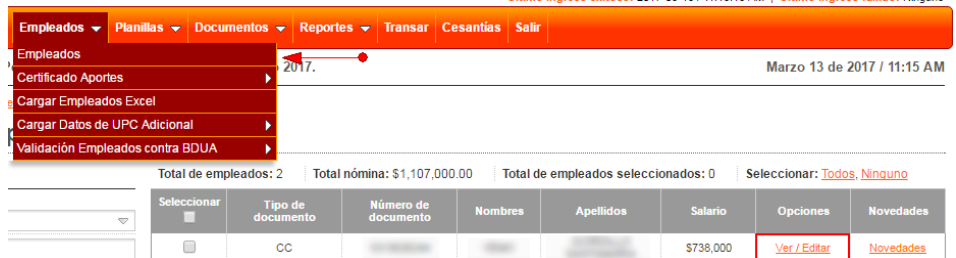 Empleados Planillas Documentos Reportes Transar Cesantías Salir
Empleados
2017.
Marzo 13 de 2017 / 11:15 AM
Certificado Aportes
Cargar Empleados Excel
Cargar Datos de UPC Adicional
Validación Empleados contra BDUA
Total de empleados: 2 Total nómina: $1,107,000.00 Total de empleados seleccionados: 0 Seleccionar: Todos, Ninguno
Seleccionar Tipo de documento Número de documento Nombres Apellidos Salario Opciones Novedades
CC $738,000 Ver / Editar Novedades